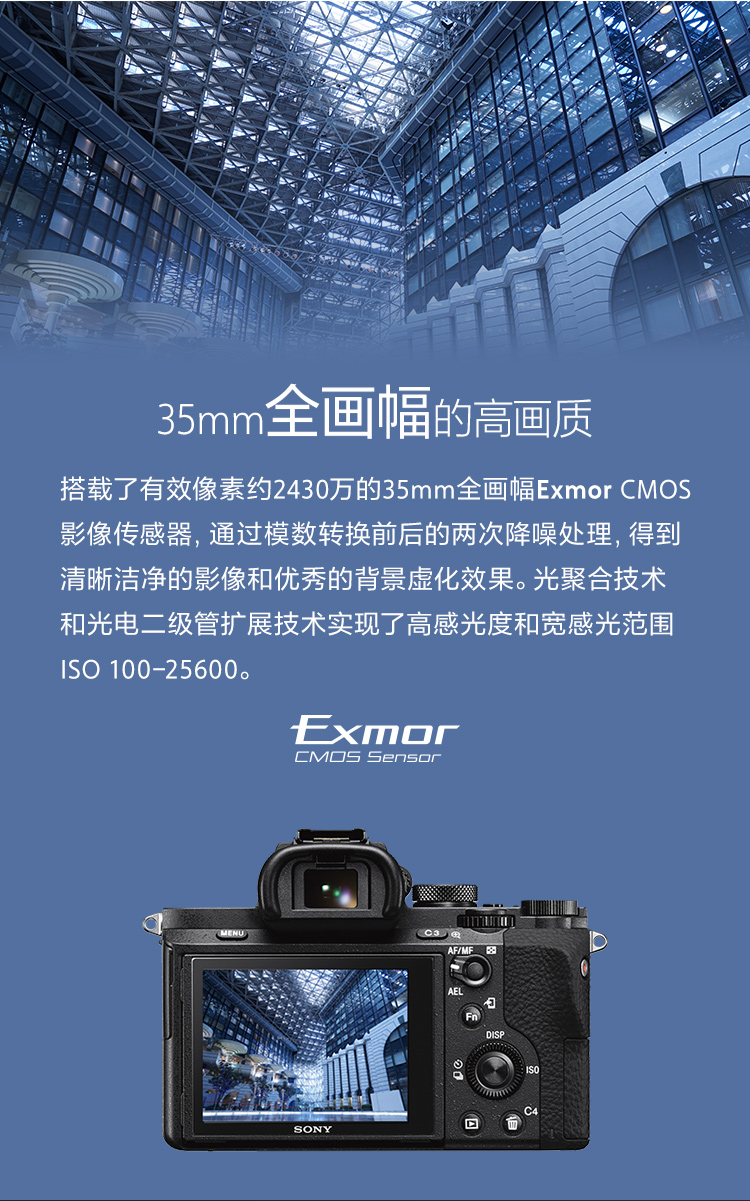 35mm全画幅的高画质
搭载了有效像素约2430万的35mm全画幅Exmor CMOS
影像传感器, 通过模数转换前后的两次降噪处理, 得到
清晰洁净的影像和优秀的背景虚化效果。光聚合技术
和光电二级管扩展技术实现了高感光度和宽感光范围
ISO 100-25600。
Exmor
CMOS Sensor
MENU
C3
AF/MF
AEL
Fn
DISP
ISO
C4
SONY